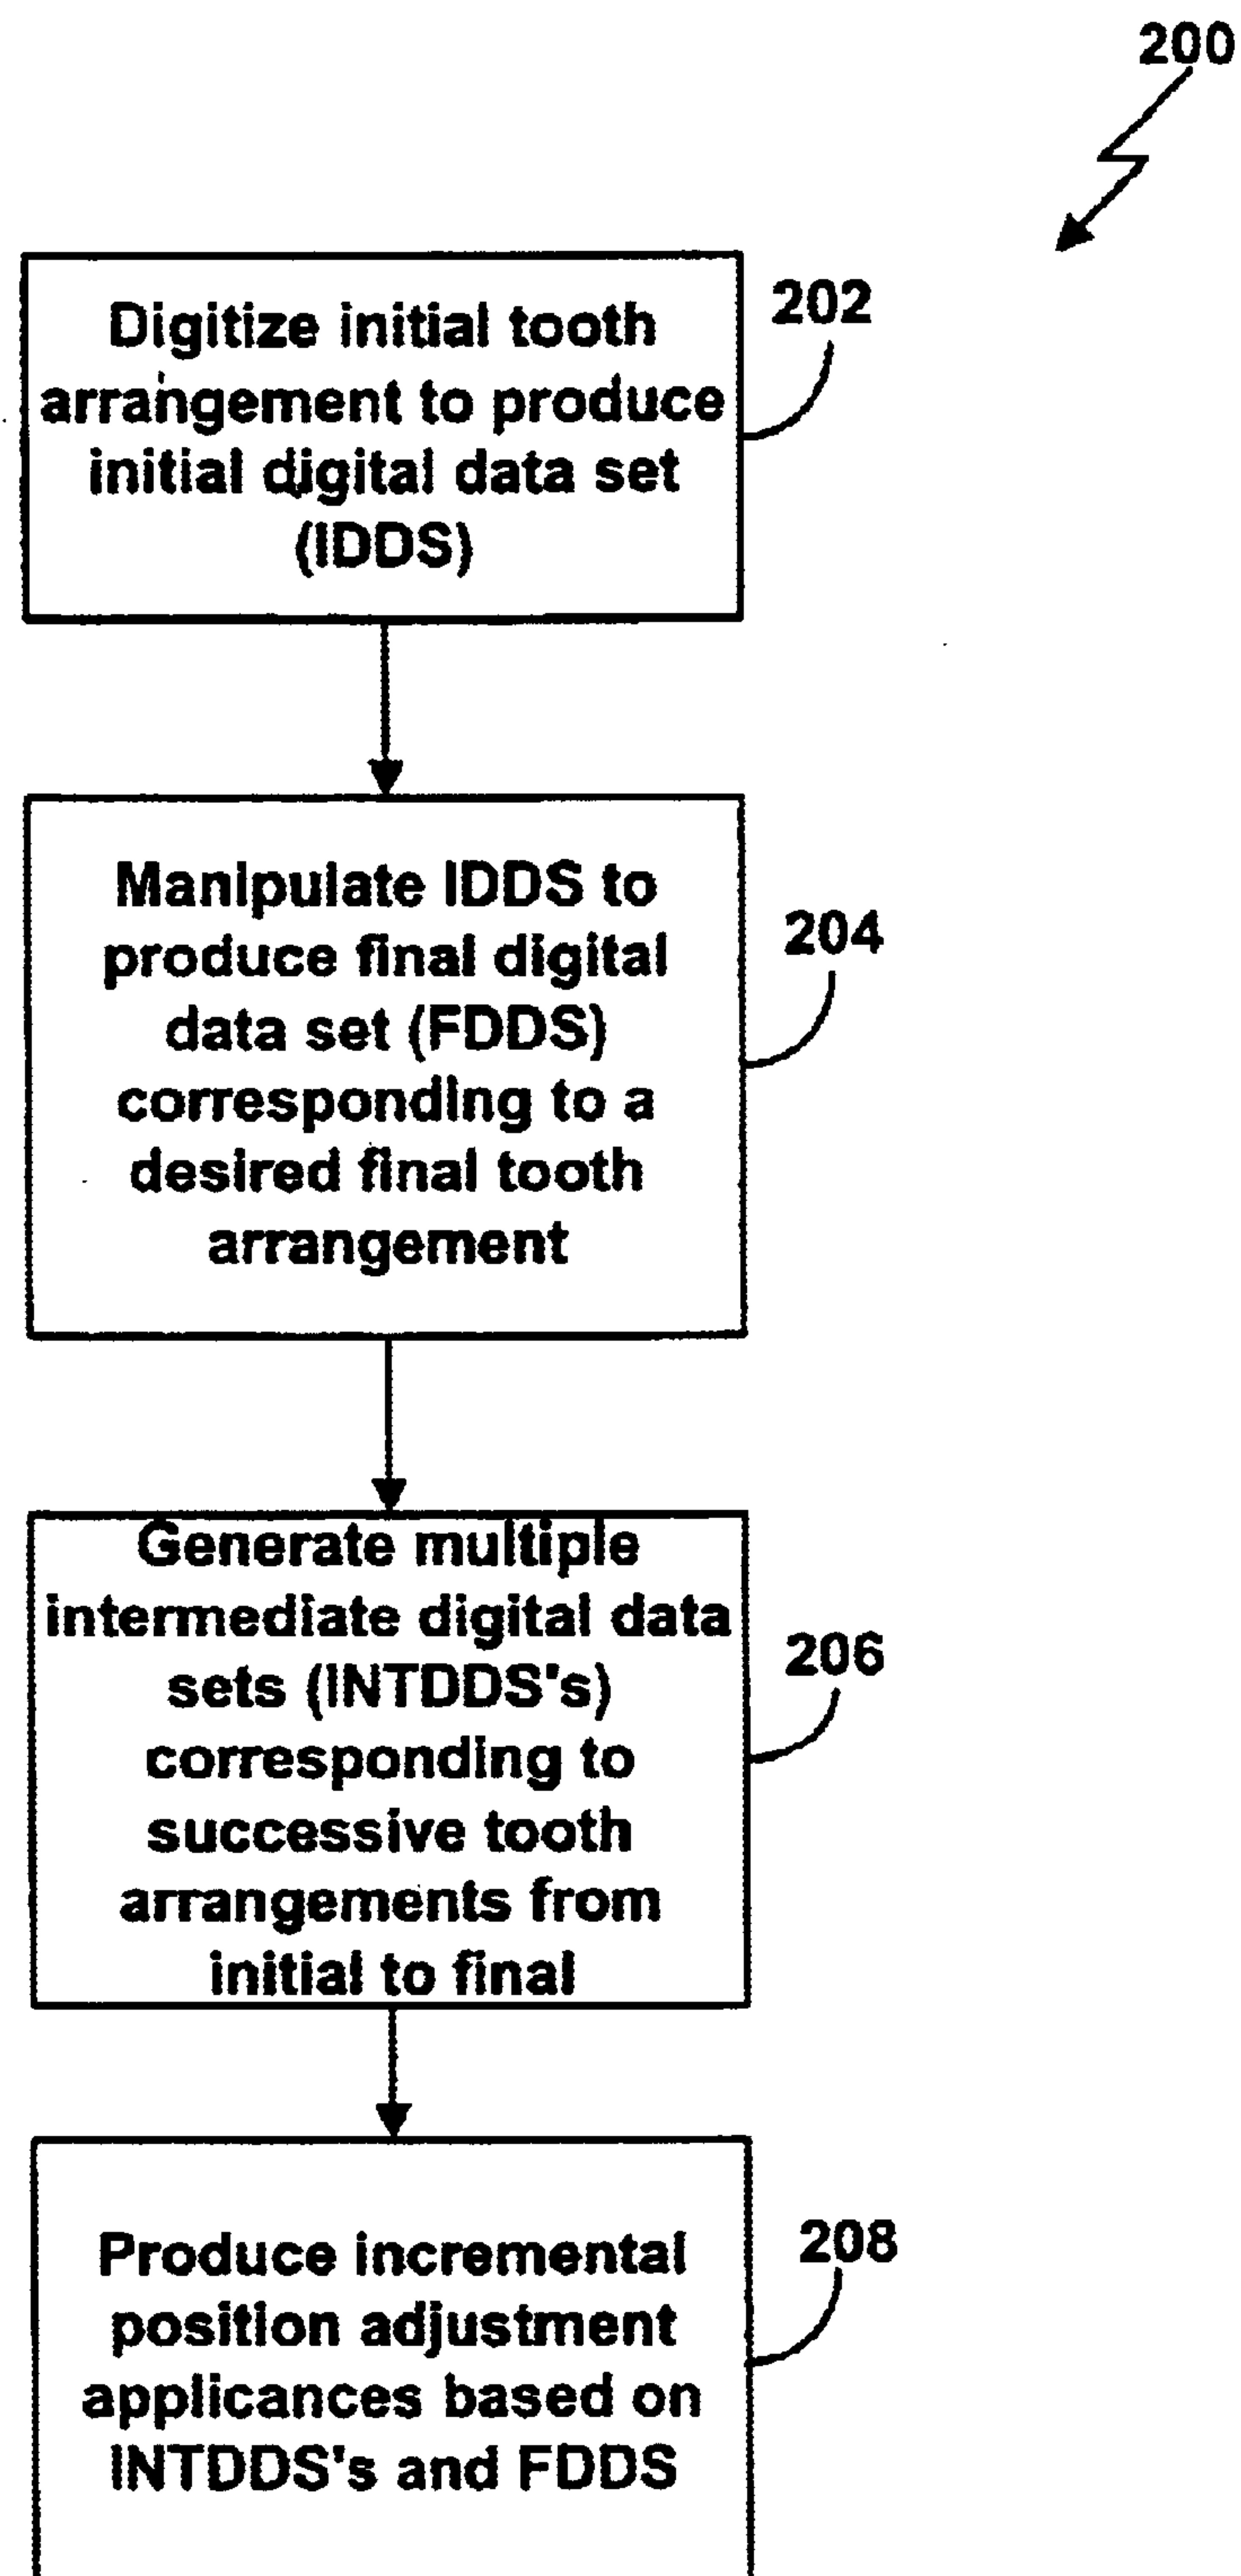 200
Digitize initial tooth
arrangement to produce
initial digital data set
(IDDS)
202
Manipulate IDDS to
produce final digital
data set (FDDS)
corresponding to a
desired final tooth
arrangement
204
Generate multiple
intermediate digital data
sets (INTDDS's)
corresponding to
successive tooth
arrangements from
initial to final
206
Produce incremental
position adjustment
applicances based on
INTDDS's and FDDS
208